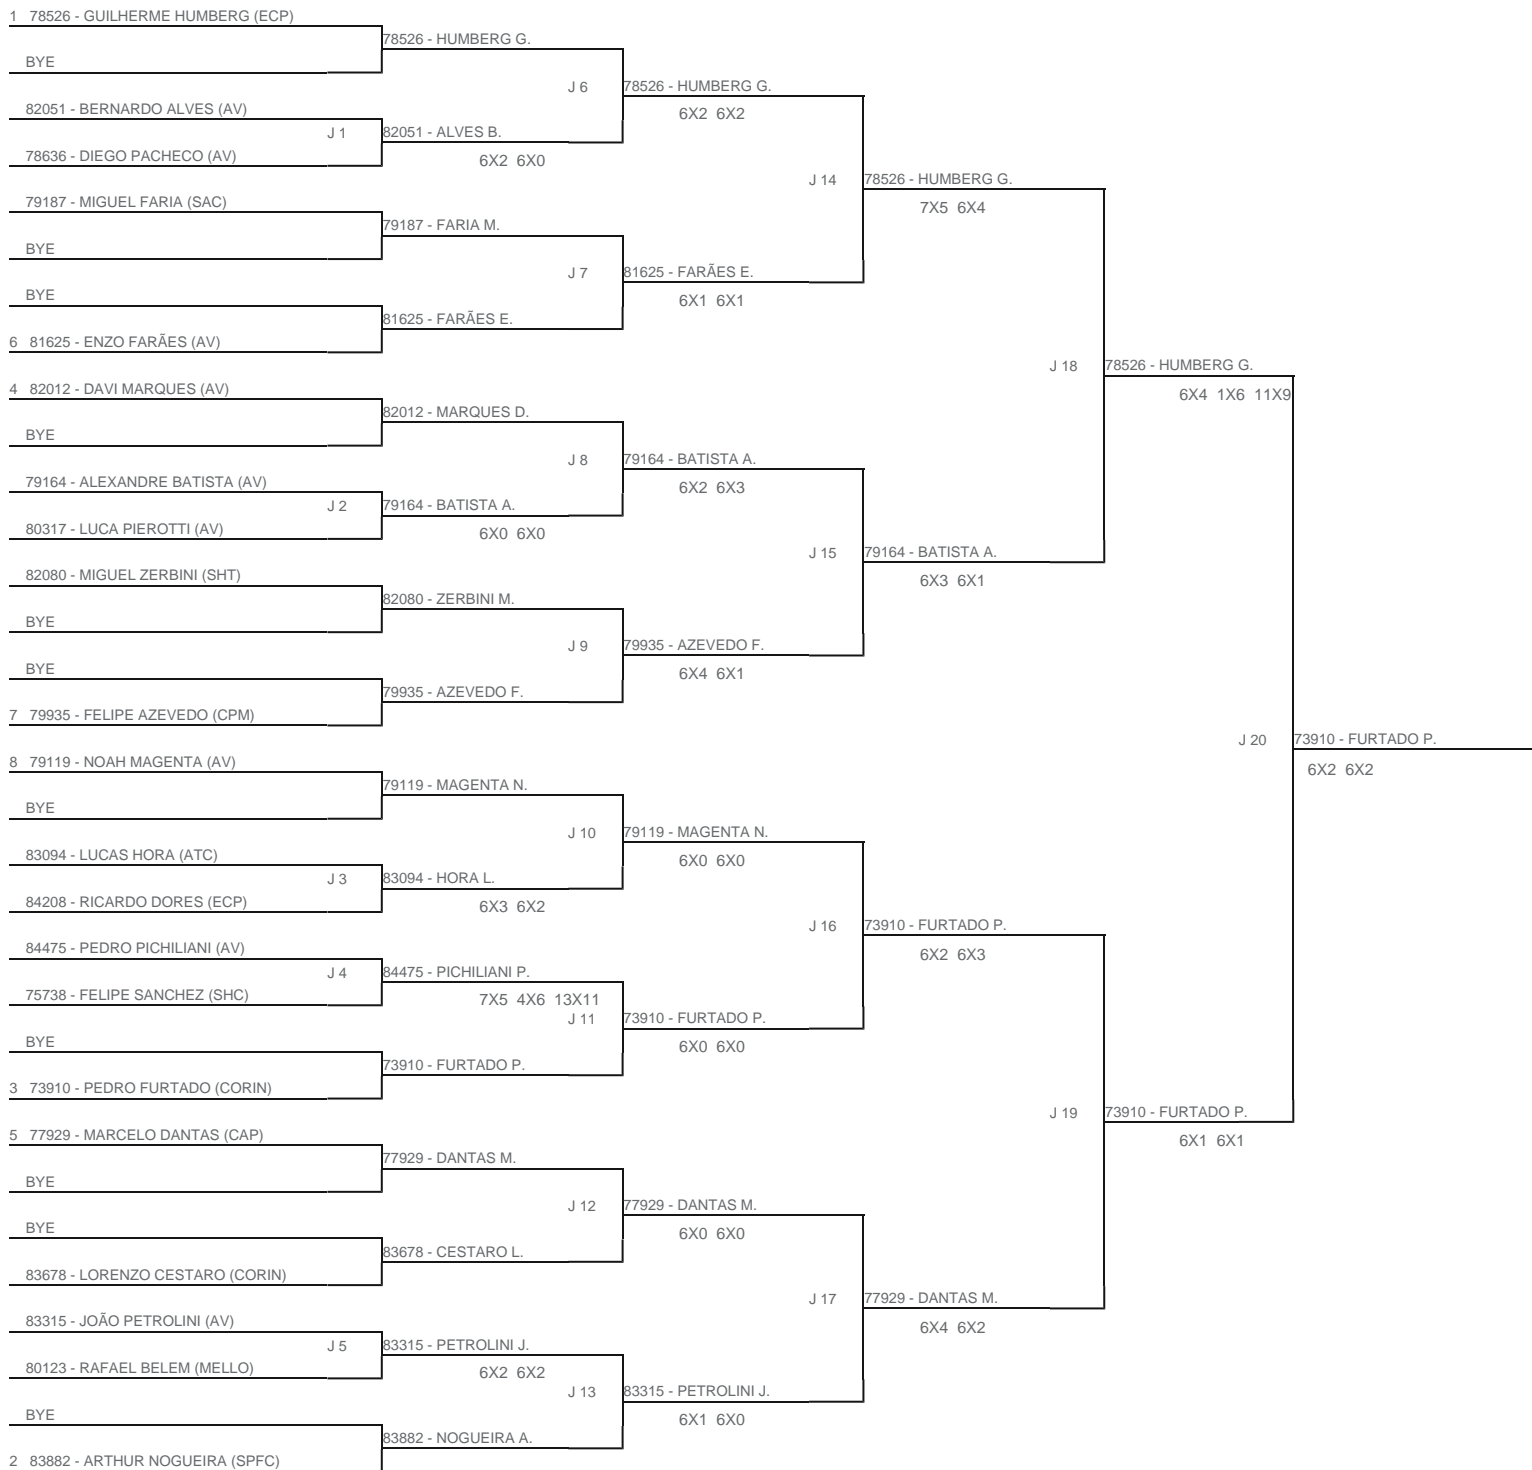 1 78526 - GUILHERME HUMBERG (ECP)
78526 - HUMBERG G.
BYE
J 6 78526 - HUMBERG G.
6X2 6X2
82051 - BERNARDO ALVES (AV)
J 1 82051 - ALVES B.
78636 - DIEGO PACHECO (AV)
6X2 6X0
J 14 78526 - HUMBERG G.
7X5 6X4
79187 - MIGUEL FARIA (SAC)
79187 - FARIA M.
BYE
J 7 81625 - FARÃES E.
6X1 6X1
BYE
81625 - FARÃES E.
6 81625 - ENZO FARÃES (AV)
J 18 78526 - HUMBERG G.
6X4 1X6 11X9
4 82012 - DAVI MARQUES (AV)
82012 - MARQUES D.
BYE
J 8 79164 - BATISTA A.
6X2 6X3
79164 - ALEXANDRE BATISTA (AV)
J 2 79164 - BATISTA A.
80317 - LUCA PIEROTTI (AV)
6X0 6X0
J 15 79164 - BATISTA A.
6X3 6X1
82080 - MIGUEL ZERBINI (SHT)
82080 - ZERBINI M.
BYE
J 9 79935 - AZEVEDO F.
6X4 6X1
BYE
79935 - AZEVEDO F.
7 79935 - FELIPE AZEVEDO (CPM)
J 20 73910 - FURTADO P.
6X2 6X2
8 79119 - NOAH MAGENTA (AV)
79119 - MAGENTA N.
BYE
J 10 79119 - MAGENTA N.
6X0 6X0
83094 - LUCAS HORA (ATC)
J 3 83094 - HORA L.
84208 - RICARDO DORES (ECP)
6X3 6X2
J 16 73910 - FURTADO P.
6X2 6X3
84475 - PEDRO PICHILIANI (AV)
J 4 84475 - PICHILIANI P.
75738 - FELIPE SANCHEZ (SHC)
7X5 4X6 13X11
J 11 73910 - FURTADO P.
6X0 6X0
BYE
73910 - FURTADO P.
3 73910 - PEDRO FURTADO (CORIN)
J 19 73910 - FURTADO P.
6X1 6X1
5 77929 - MARCELO DANTAS (CAP)
77929 - DANTAS M.
BYE
J 12 77929 - DANTAS M.
6X0 6X0
BYE
83678 - CESTARO L.
83678 - LORENZO CESTARO (CORIN)
J 17 77929 - DANTAS M.
6X4 6X2
83315 - JOÃO PETROLINI (AV)
J 5 83315 - PETROLINI J.
80123 - RAFAEL BELEM (MELLO)
6X2 6X2
J 13 83315 - PETROLINI J.
6X1 6X0
BYE
83882 - NOGUEIRA A.
2 83882 - ARTHUR NOGUEIRA (SPFC)